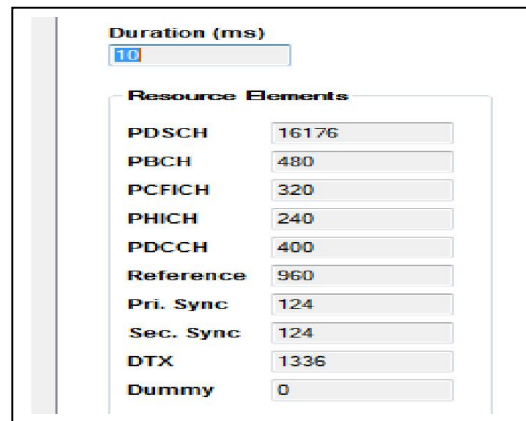 Duration (ms)
10
Resource Elements
PDSCH 16176
PBCH 480
PCFICH 320
PHICH 240
PDCCH 400
Reference 960
Pri. Sync 124
Sec. Sync 124
DTX 1336
Dummy 0